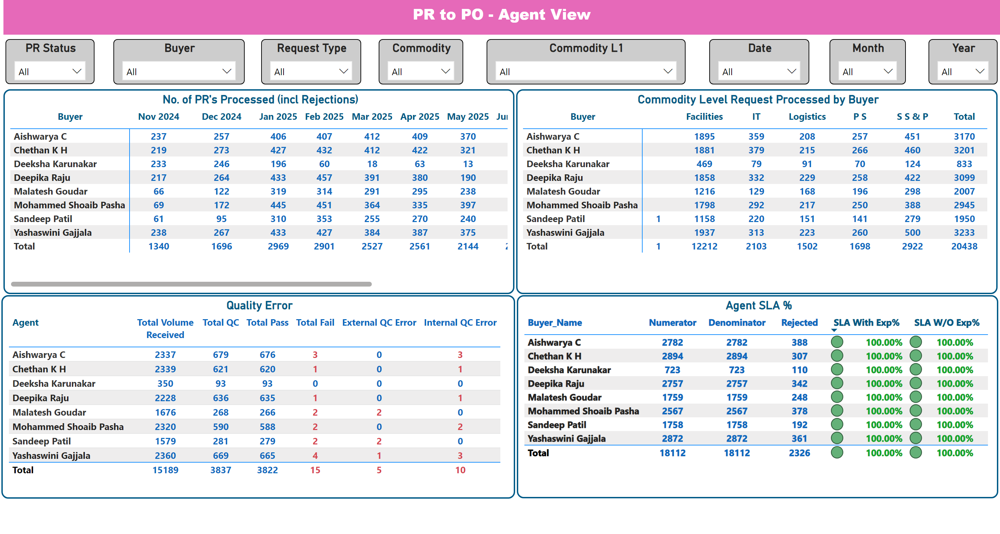 PR to PO - Agent View
PR Status Buyer Request Type Commodity Commodity L1 Date Month Year
All All All All All All All All
No. of PR's Processed (incl Rejections)
Buyer Nov 2024 Dec 2024 Jan 2025 Feb 2025 Mar 2025 Apr 2025 May 2025
Aishwarya C 237 257 406 407 412 409 370
Chethan K H 219 273 427 432 412 422 321
Deeksha Karunakar 233 246 196 60 18 63 13
Deepika Raju 217 264 433 457 391 380 190
Malatesh Goudar 66 122 319 314 291 295 238
Mohammed Shoaib Pasha 69 172 445 451 364 335 397
Sandeep Patil 61 95 310 353 255 270 240
Yashaswini Gajjala 238 267 433 427 384 387 375
Total 1340 1696 2969 2901 2527 2561 2144
Commodity Level Request Processed by Buyer
Buyer Facilities IT Logistics P S S S & P Total
Aishwarya C 1895 359 208 257 451 3170
Chethan K H 1881 379 215 266 460 3201
Deeksha Karunakar 469 79 91 70 124 833
Deepika Raju 1858 332 229 258 422 3099
Malatesh Goudar 1216 129 168 196 298 2007
Mohammed Shoaib Pasha 1798 292 217 250 388 2945
Sandeep Patil 1 1158 220 151 141 279 1950
Yashaswini Gajjala 1937 313 223 260 500 3233
Total 1 12212 2103 1502 1698 2922 20438
Quality Error
Agent Total Volume Total QC Total Pass Total Fail External QC Error Internal QC Error
Received
Aishwarya C 2337 679 676 3 0 3
Chethan K H 2339 621 620 1 0 1
Deeksha Karunakar 350 93 93 0 0 0
Deepika Raju 2228 636 635 1 0 1
Malatesh Goudar 1676 268 266 2 2 0
Mohammed Shoaib Pasha 2320 590 588 2 0 2
Sandeep Patil 1579 281 279 2 2 0
Yashaswini Gajjala 2360 669 665 4 1 3
Total 15189 3837 3822 15 5 10
Agent SLA %
Buyer_Name Numerator Denominator Rejected SLA With Exp% SLA W/O Exp%
Aishwarya C 2782 2782 388 100.00% 100.00%
Chethan K H 2894 2894 307 100.00% 100.00%
Deeksha Karunakar 723 723 110 100.00% 100.00%
Deepika Raju 2757 2757 342 100.00% 100.00%
Malatesh Goudar 1759 1759 248 100.00% 100.00%
Mohammed Shoaib Pasha 2567 2567 378 100.00% 100.00%
Sandeep Patil 1758 1758 192 100.00% 100.00%
Yashaswini Gajjala 2872 2872 361 100.00% 100.00%
Total 18112 18112 2326 100.00% 100.00%